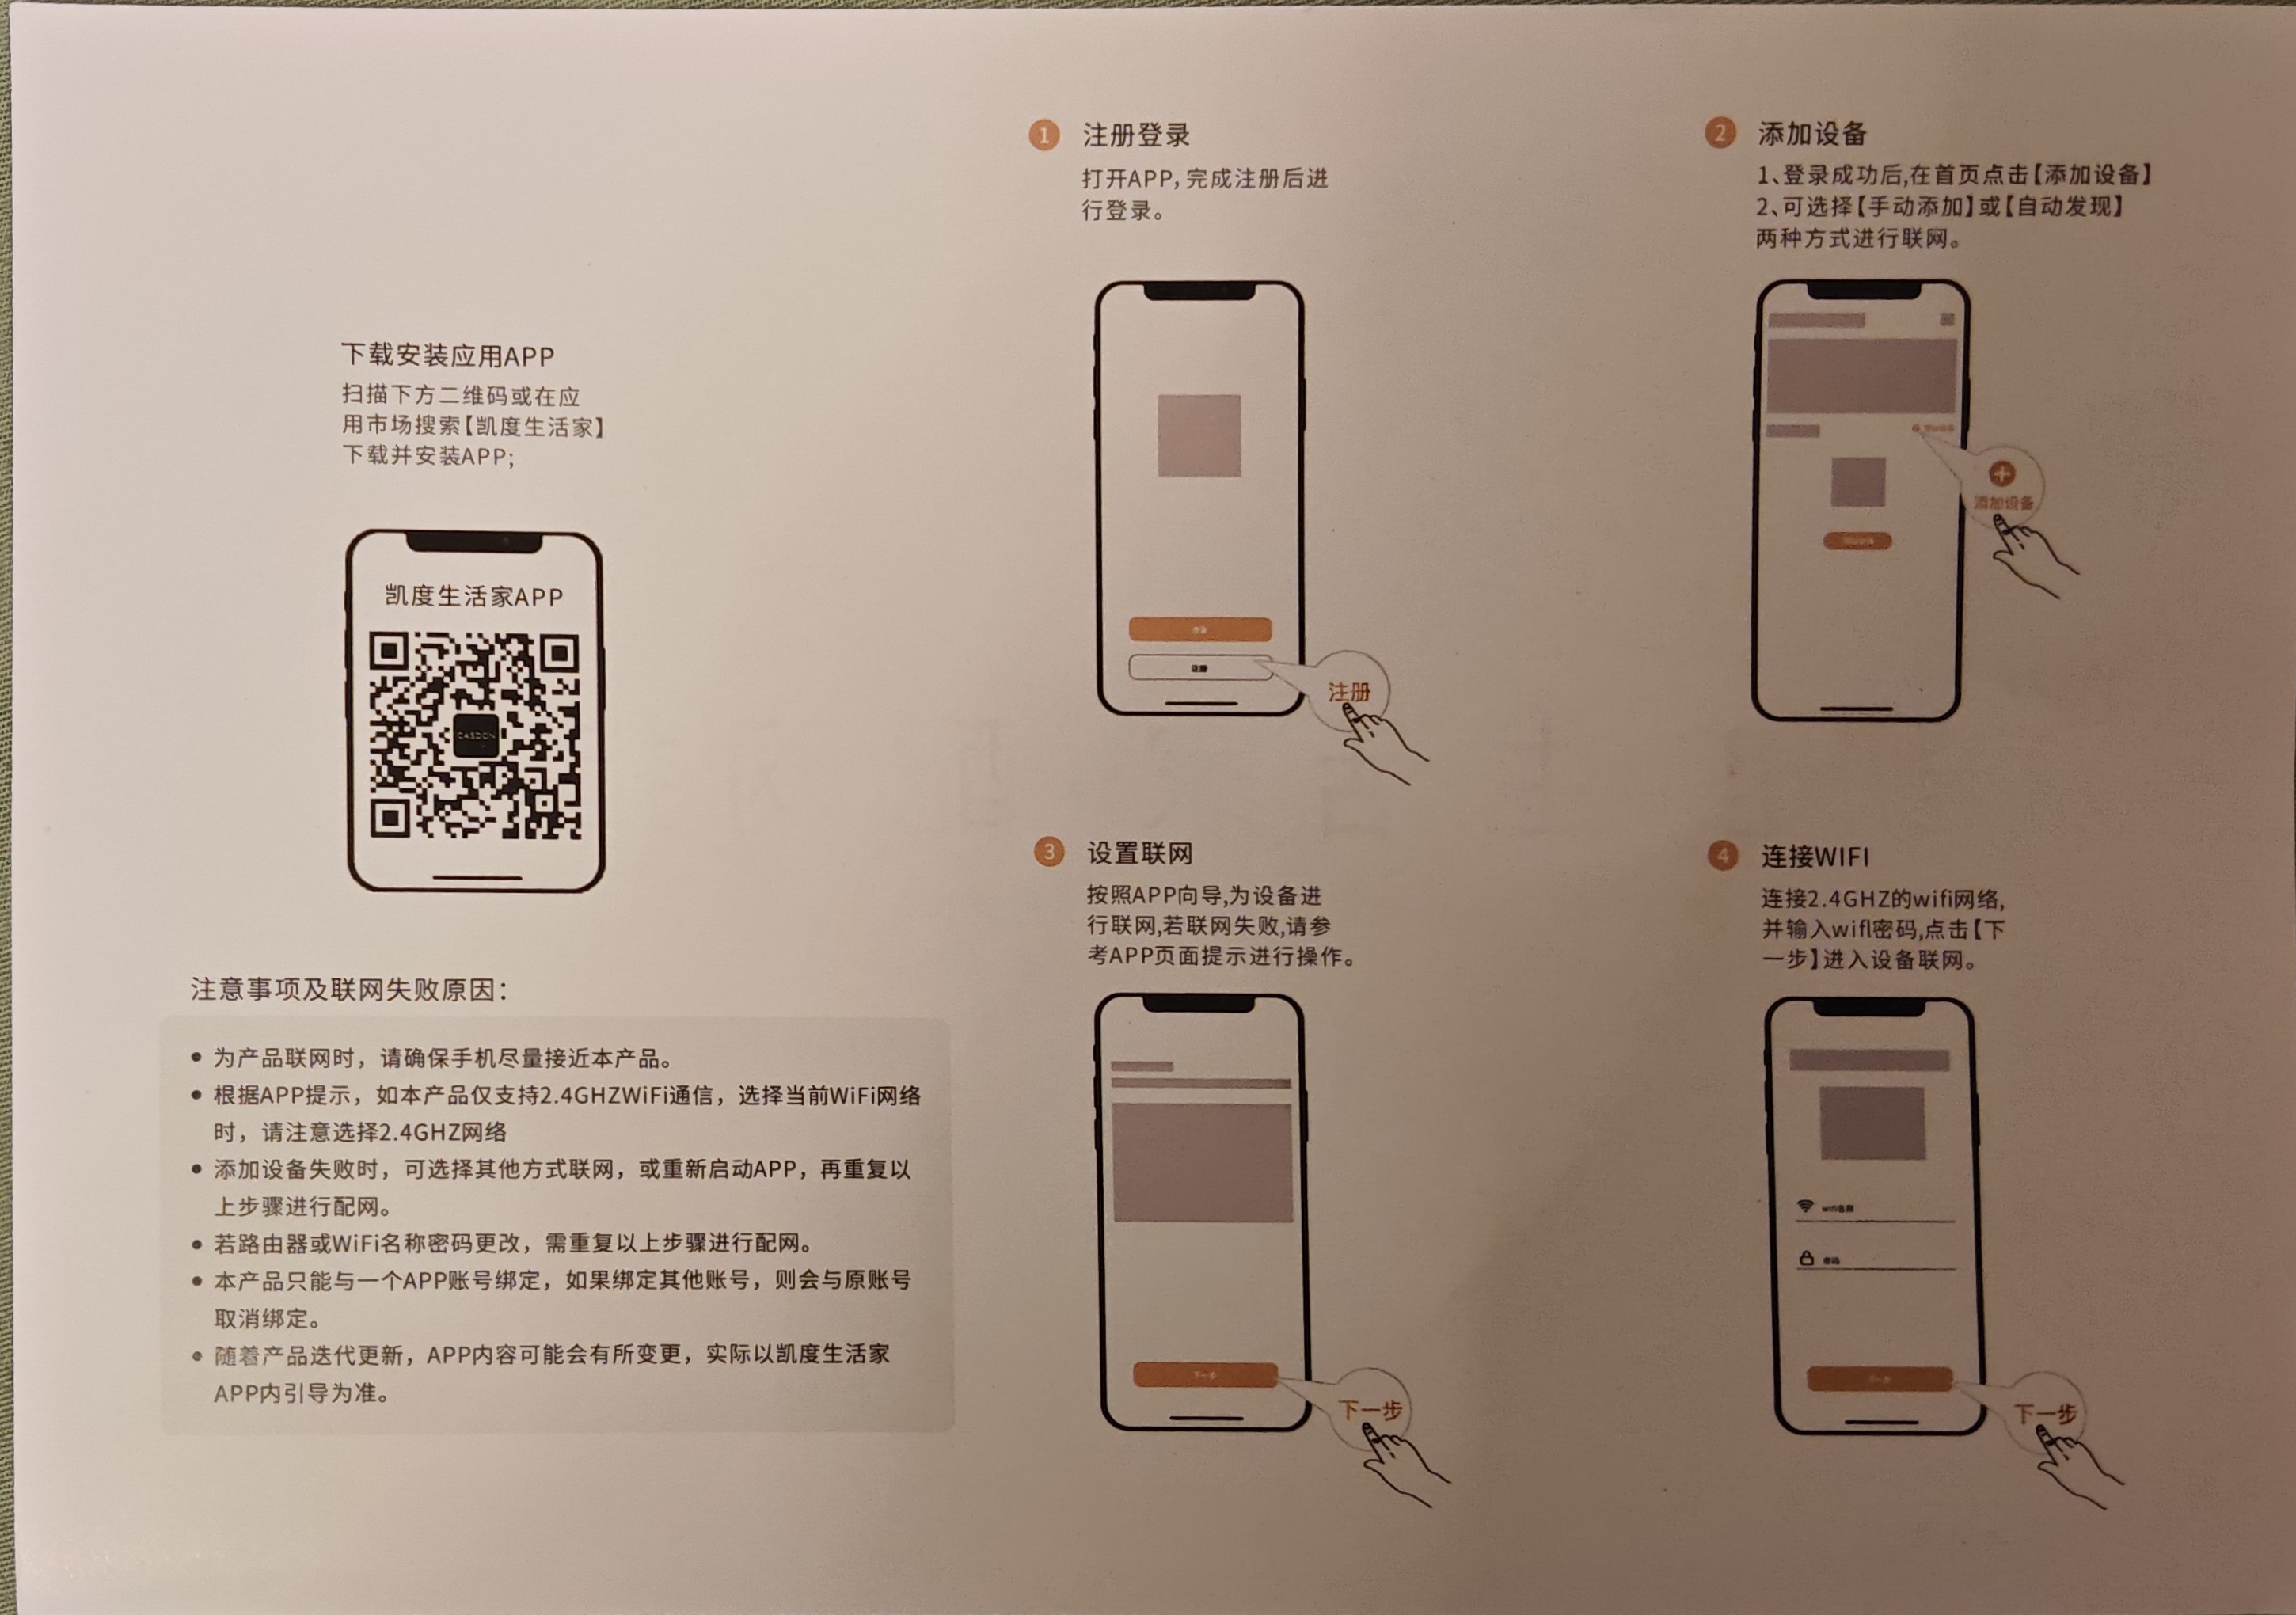 下载安装应用APP
扫描下方二维码或在应
用市场搜索【凯度生活家】
下载并安装APP;
凯度生活家APP
CASDON
注意事项及联网失败原因：
● 为产品联网时，请确保手机尽量接近本产品。
● 根据APP提示，如本产品仅支持2.4GHZWiFi通信，选择当前WiFi网络
时，请注意选择2.4GHZ网络
● 添加设备失败时，可选择其他方式联网，或重新启动APP，再重复以
上步骤进行配网。
● 若路由器或WiFi名称密码更改，需重复以上步骤进行配网。
● 本产品只能与一个APP账号绑定，如果绑定其他账号，则会与原账号
取消绑定。
● 随着产品迭代更新，APP内容可能会有所变更，实际以凯度生活家
APP内引导为准。
1 注册登录
打开APP,完成注册后进
行登录。
登录
注册
注册
2 添加设备
1、登录成功后,在首页点击【添加设备】
2、可选择【手动添加】或【自动发现】
两种方式进行联网。
添加设备
3 设置联网
按照APP向导,为设备进
行联网,若联网失败,请参
考APP页面提示进行操作。
下一步
下一步
4 连接WIFI
连接2.4GHZ的wifi网络,
并输入wifl密码,点击【下
一步】进入设备联网。
wifi名称
密码
下一步
下一步